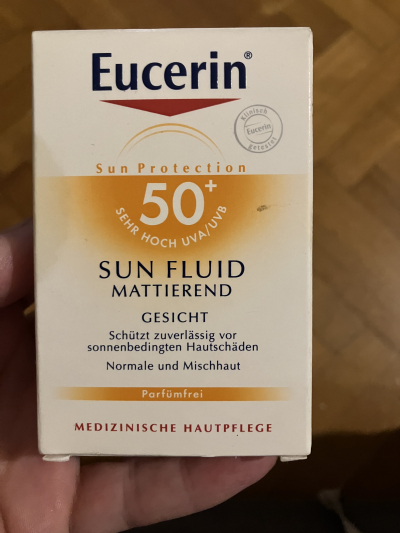 Eucerin®
Klinisch
Eucerin
getestet
Sun Protection
50+
SEHR HOCH UVA/UVB
SUN FLUID
MATTIEREND
GESICHT
Schützt zuverlässig vor
sonnenbedingten Hautschäden
Normale und Mischhaut
Parfümfrei
MEDIZINISCHE HAUTPFLEGE